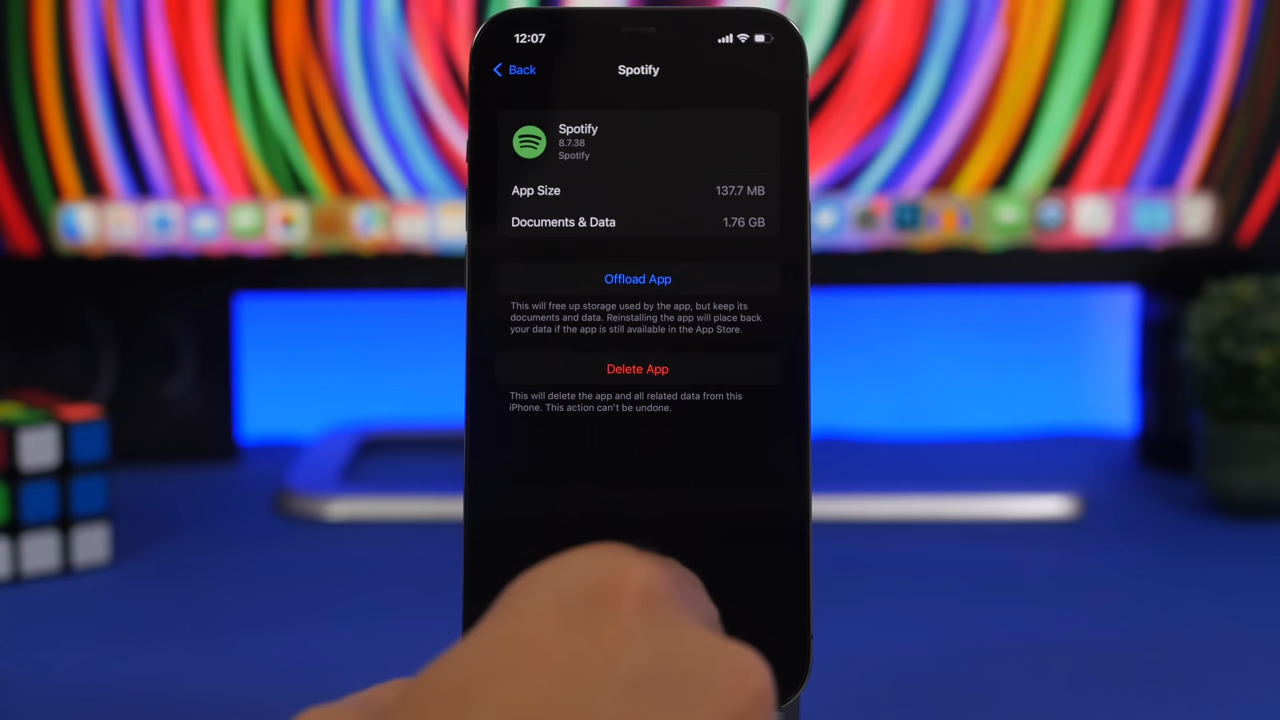 12:07
Back
Spotify
Spotify
8.7.38
Spotify
App Size 137.7 MB
Documents & Data 1.76 GB
Offload App
This will free up storage used by the app, but keep its
documents and data. Reinstalling the app will place back
your data if the app is still available in the App Store.
Delete App
This will delete the app and all related data from this
iPhone. This action can't be undone.